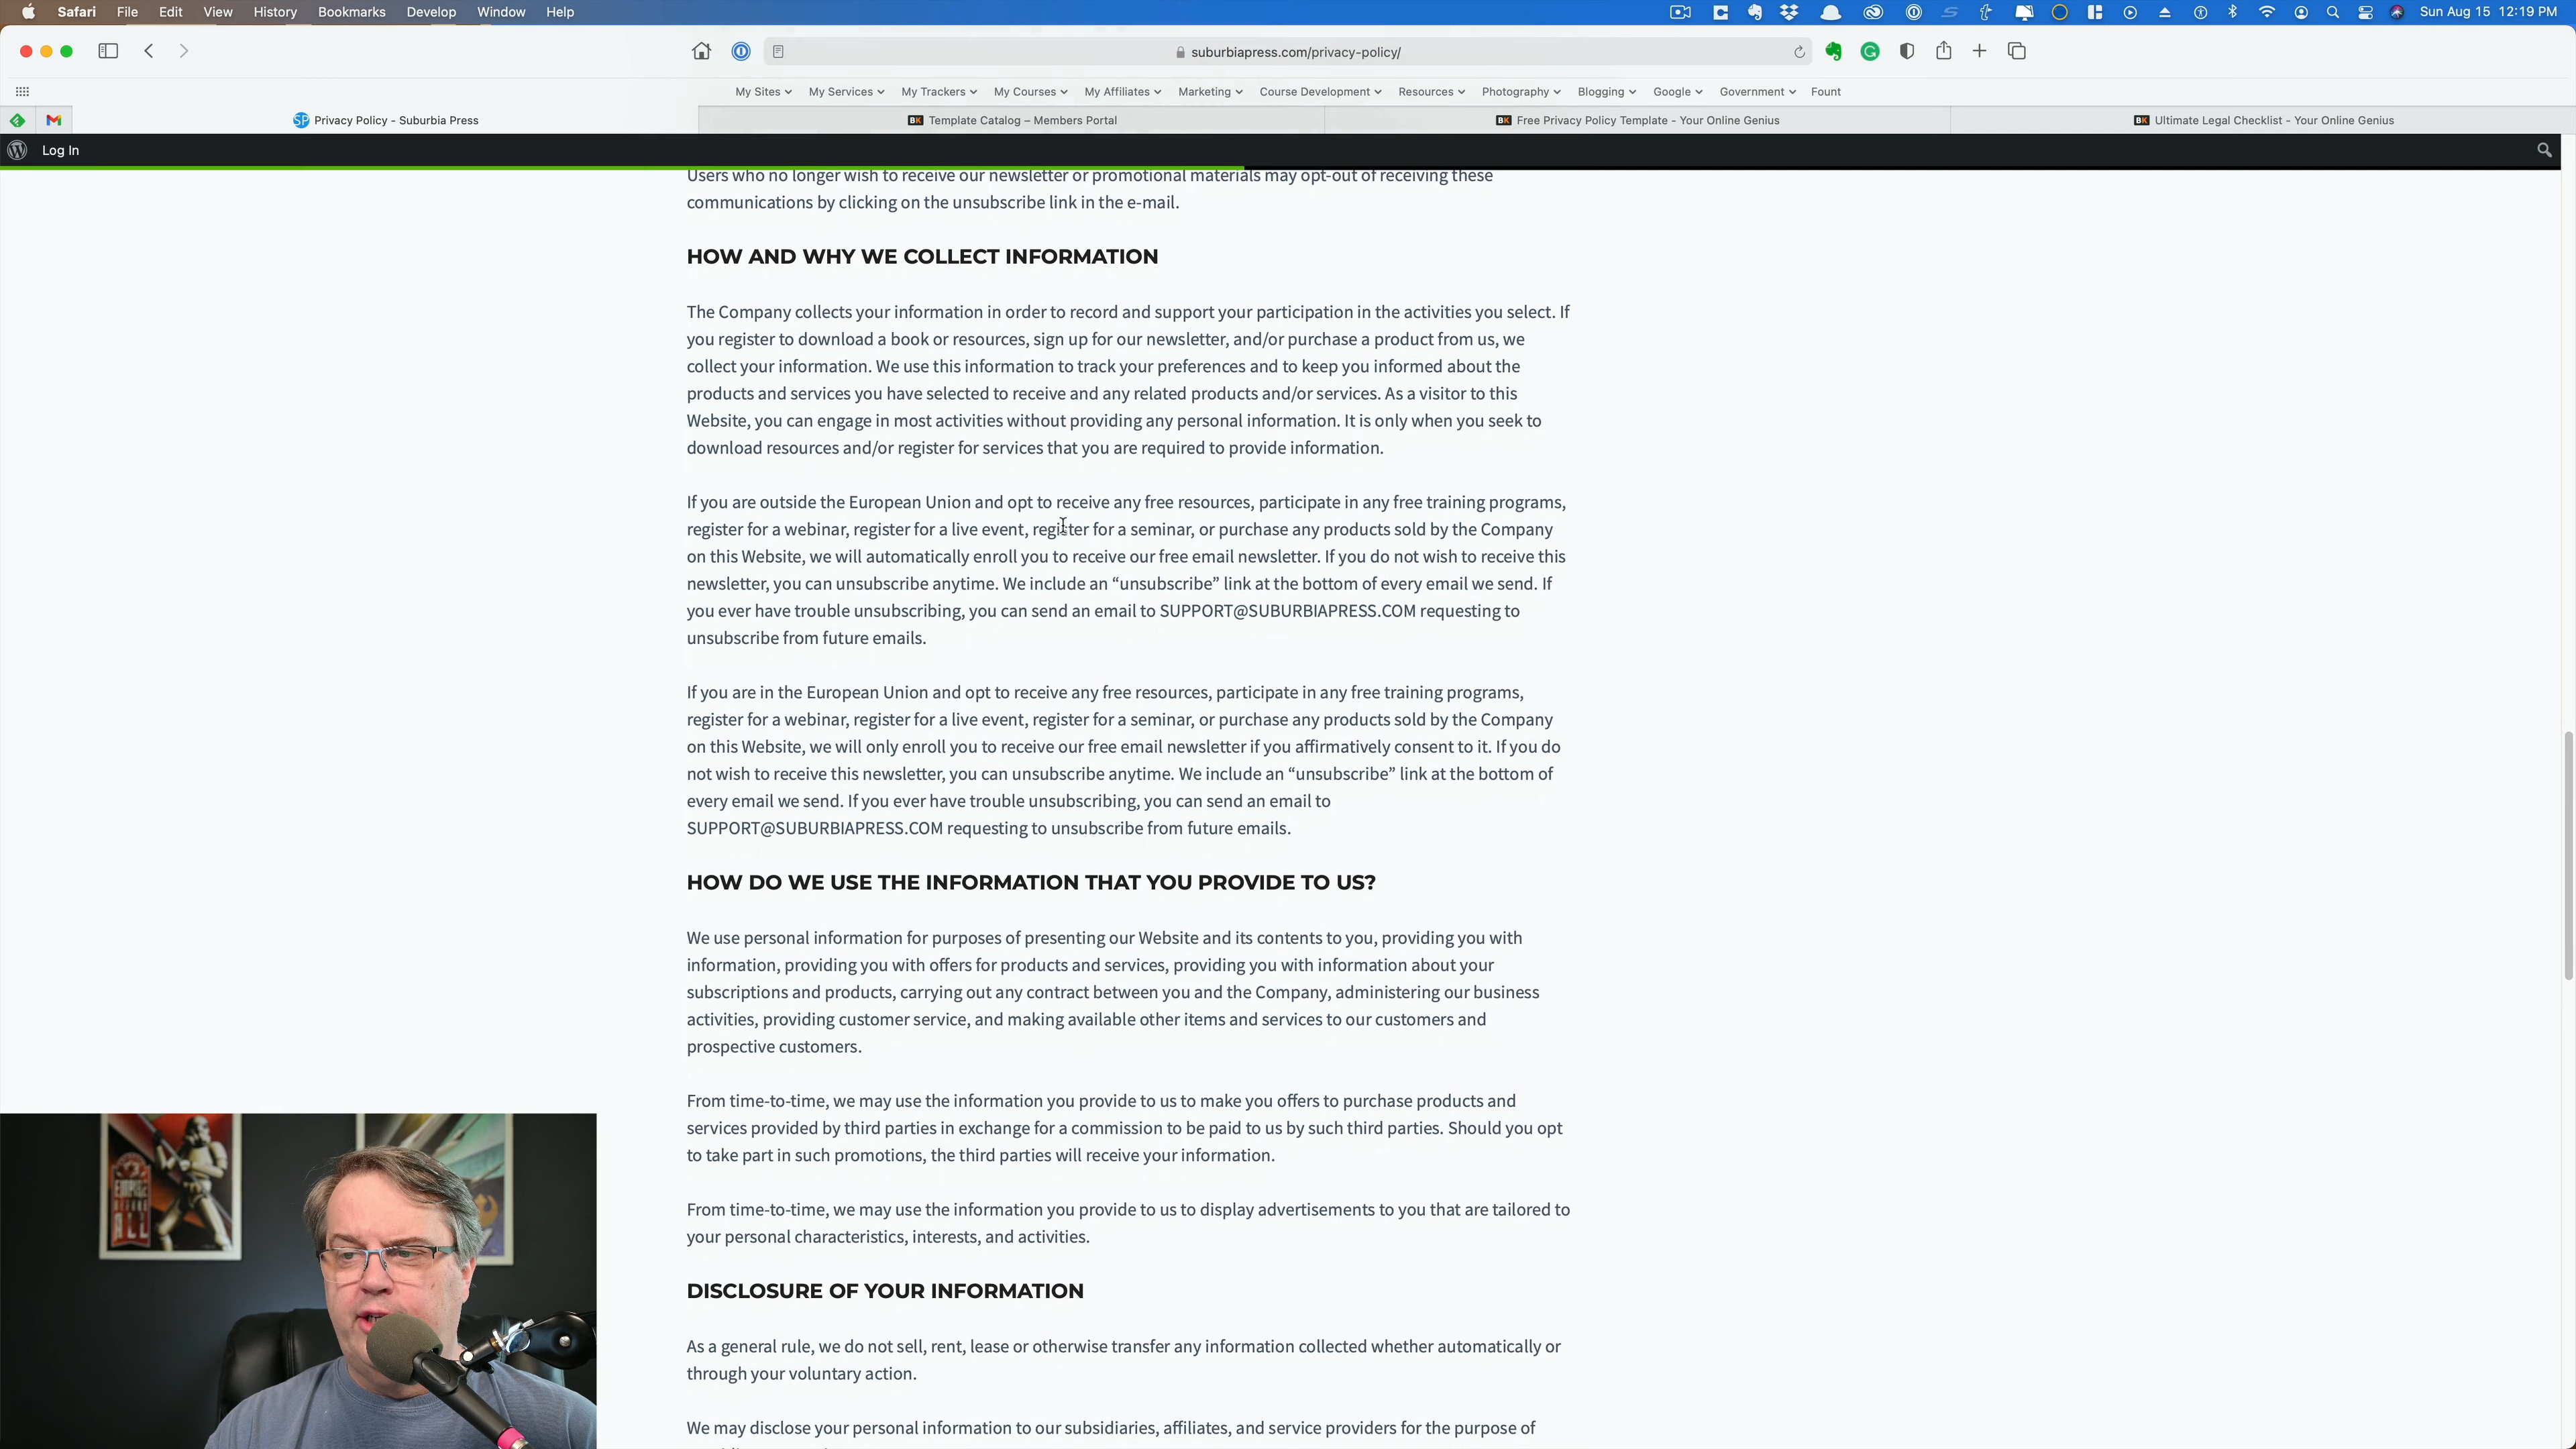 Safari File Edit View History Bookmarks Develop Window Help Sun Aug 15 12:19 PM
suburbiapress.com/privacy-policy/
My Sites My Services My Trackers My Courses My Affiliates Marketing Course Development Resources Photography Blogging Google Government Fount
SP Privacy Policy - Suburbia Press BK Template Catalog – Members Portal BK Free Privacy Policy Template - Your Online Genius BK Ultimate Legal Checklist - Your Online Genius
Log In
Users who no longer wish to receive our newsletter or promotional materials may opt-out of receiving these
communications by clicking on the unsubscribe link in the e-mail.
HOW AND WHY WE COLLECT INFORMATION
The Company collects your information in order to record and support your participation in the activities you select. If
you register to download a book or resources, sign up for our newsletter, and/or purchase a product from us, we
collect your information. We use this information to track your preferences and to keep you informed about the
products and services you have selected to receive and any related products and/or services. As a visitor to this
Website, you can engage in most activities without providing any personal information. It is only when you seek to
download resources and/or register for services that you are required to provide information.
If you are outside the European Union and opt to receive any free resources, participate in any free training programs,
register for a webinar, register for a live event, register for a seminar, or purchase any products sold by the Company
on this Website, we will automatically enroll you to receive our free email newsletter. If you do not wish to receive this
newsletter, you can unsubscribe anytime. We include an “unsubscribe” link at the bottom of every email we send. If
you ever have trouble unsubscribing, you can send an email to SUPPORT@SUBURBIAPRESS.COM requesting to
unsubscribe from future emails.
If you are in the European Union and opt to receive any free resources, participate in any free training programs,
register for a webinar, register for a live event, register for a seminar, or purchase any products sold by the Company
on this Website, we will only enroll you to receive our free email newsletter if you affirmatively consent to it. If you do
not wish to receive this newsletter, you can unsubscribe anytime. We include an “unsubscribe” link at the bottom of
every email we send. If you ever have trouble unsubscribing, you can send an email to
SUPPORT@SUBURBIAPRESS.COM requesting to unsubscribe from future emails.
HOW DO WE USE THE INFORMATION THAT YOU PROVIDE TO US?
We use personal information for purposes of presenting our Website and its contents to you, providing you with
information, providing you with offers for products and services, providing you with information about your
subscriptions and products, carrying out any contract between you and the Company, administering our business
activities, providing customer service, and making available other items and services to our customers and
prospective customers.
From time-to-time, we may use the information you provide to us to make you offers to purchase products and
services provided by third parties in exchange for a commission to be paid to us by such third parties. Should you opt
to take part in such promotions, the third parties will receive your information.
From time-to-time, we may use the information you provide to us to display advertisements to you that are tailored to
your personal characteristics, interests, and activities.
DISCLOSURE OF YOUR INFORMATION
As a general rule, we do not sell, rent, lease or otherwise transfer any information collected whether automatically or
through your voluntary action.
We may disclose your personal information to our subsidiaries, affiliates, and service providers for the purpose of
EMPIRE
ALL